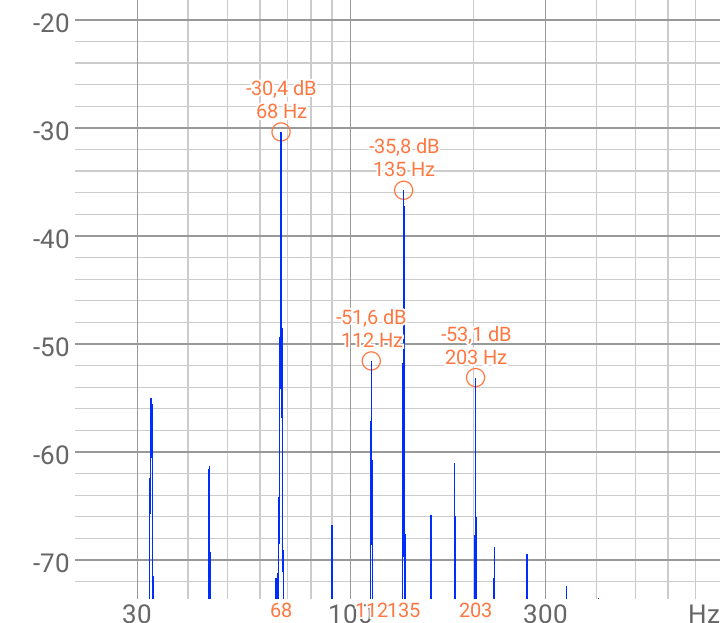 -20
-30,4 dB
68 Hz
-30
-35,8 dB
135 Hz
-40
-51,6 dB
112 Hz
-50
-53,1 dB
203 Hz
-60
-70
30
68
100
112
135
203
300
Hz